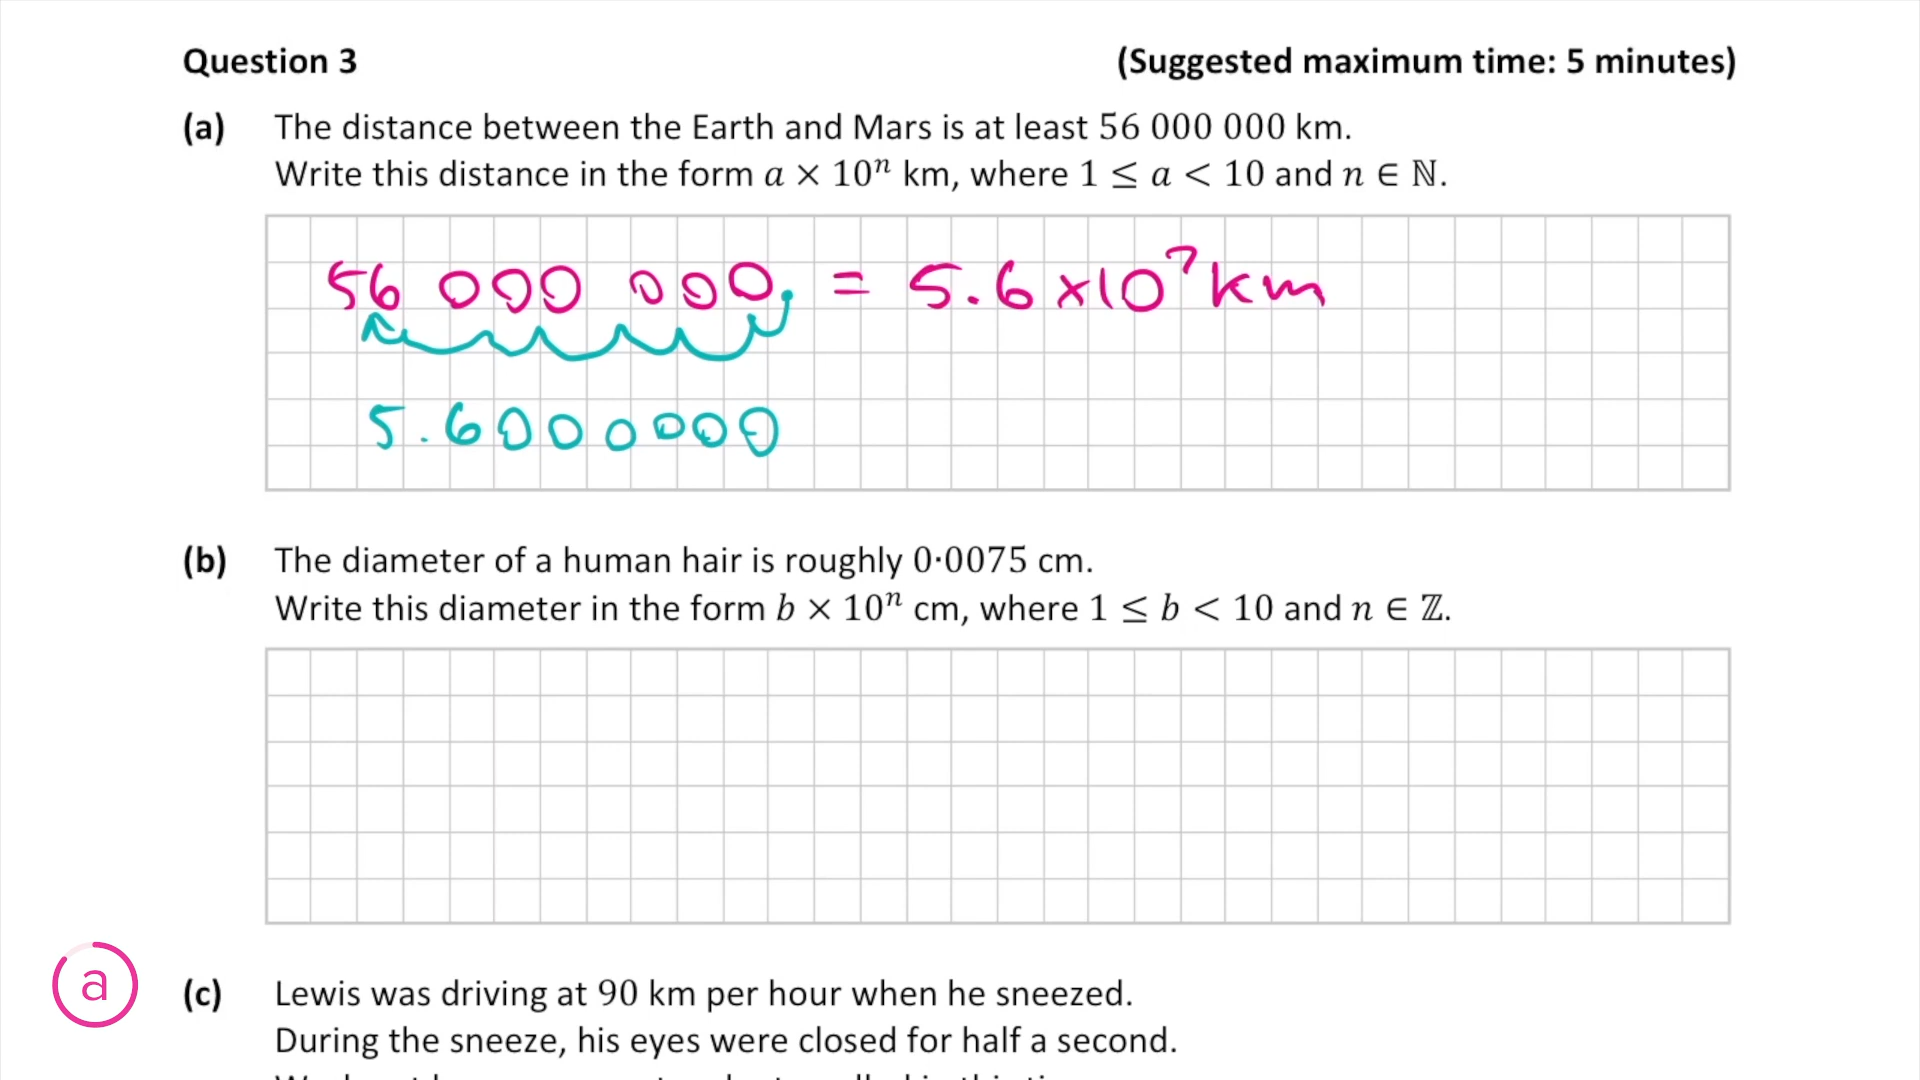 Question 3 (Suggested maximum time: 5 minutes)
(a) The distance between the Earth and Mars is at least 56 000 000 km.
Write this distance in the form a × 10ⁿ km, where 1 ≤ a < 10 and n ∈ ℕ.
56 000 000. = 5.6 ×10⁷ km
5.6000000
(b) The diameter of a human hair is roughly 0·0075 cm.
Write this diameter in the form b × 10ⁿ cm, where 1 ≤ b < 10 and n ∈ ℤ.
a
(c) Lewis was driving at 90 km per hour when he sneezed.
During the sneeze, his eyes were closed for half a second.